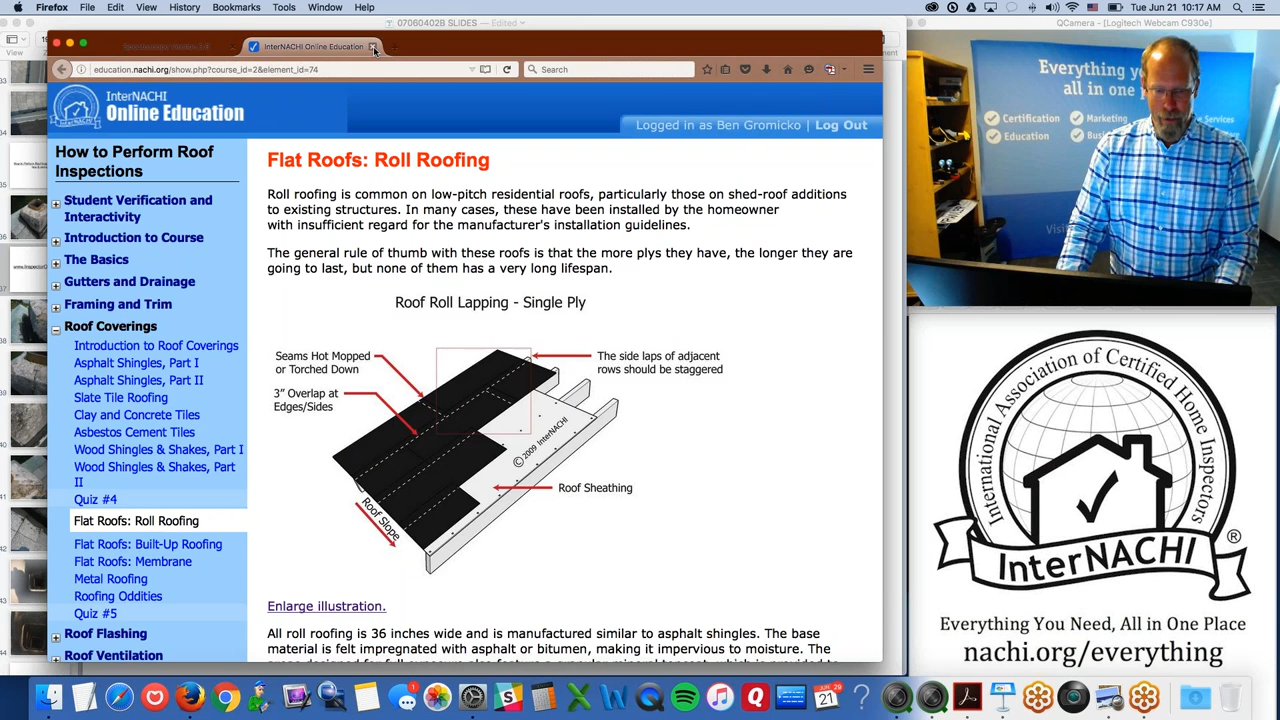 Firefox File Edit View History Bookmarks Tools Window Help
Tue Jun 21 10:17 AM
07060402B SLIDES — Edited
QCamera - [Logitech Webcam C930e]
View
InterNACHI Online Education
education.nachi.org/show.php?course_id=2&element_id=74
Search
InterNACHI
Online Education
Logged in as Ben Gromicko | Log Out
How to Perform Roof
Inspections
Student Verification and
Interactivity
Introduction to Course
The Basics
Gutters and Drainage
Framing and Trim
Roof Coverings
Introduction to Roof Coverings
Asphalt Shingles, Part I
Asphalt Shingles, Part II
Slate Tile Roofing
Clay and Concrete Tiles
Asbestos Cement Tiles
Wood Shingles & Shakes, Part I
Wood Shingles & Shakes, Part
II
Quiz #4
Flat Roofs: Roll Roofing
Flat Roofs: Built-Up Roofing
Flat Roofs: Membrane
Metal Roofing
Roofing Oddities
Quiz #5
Roof Flashing
Roof Ventilation
Flat Roofs: Roll Roofing
Roll roofing is common on low-pitch residential roofs, particularly those on shed-roof additions
to existing structures. In many cases, these have been installed by the homeowner
with insufficient regard for the manufacturer's installation guidelines.
The general rule of thumb with these roofs is that the more plys they have, the longer they are
going to last, but none of them has a very long lifespan.
Roof Roll Lapping - Single Ply
Seams Hot Mopped
or Torched Down
3" Overlap at
Edges/Sides
The side laps of adjacent
rows should be staggered
© 2009 InterNACHI
Roof Sheathing
Roof Slope
Enlarge illustration.
All roll roofing is 36 inches wide and is manufactured similar to asphalt shingles. The base
material is felt impregnated with asphalt or bitumen, making it impervious to moisture. The
Everything you
all in one
Certification
Marketing
Services
Education
International Association of Certified Home Inspectors
InterNACHI
®
Everything You Need, All in One Place
nachi.org/everything